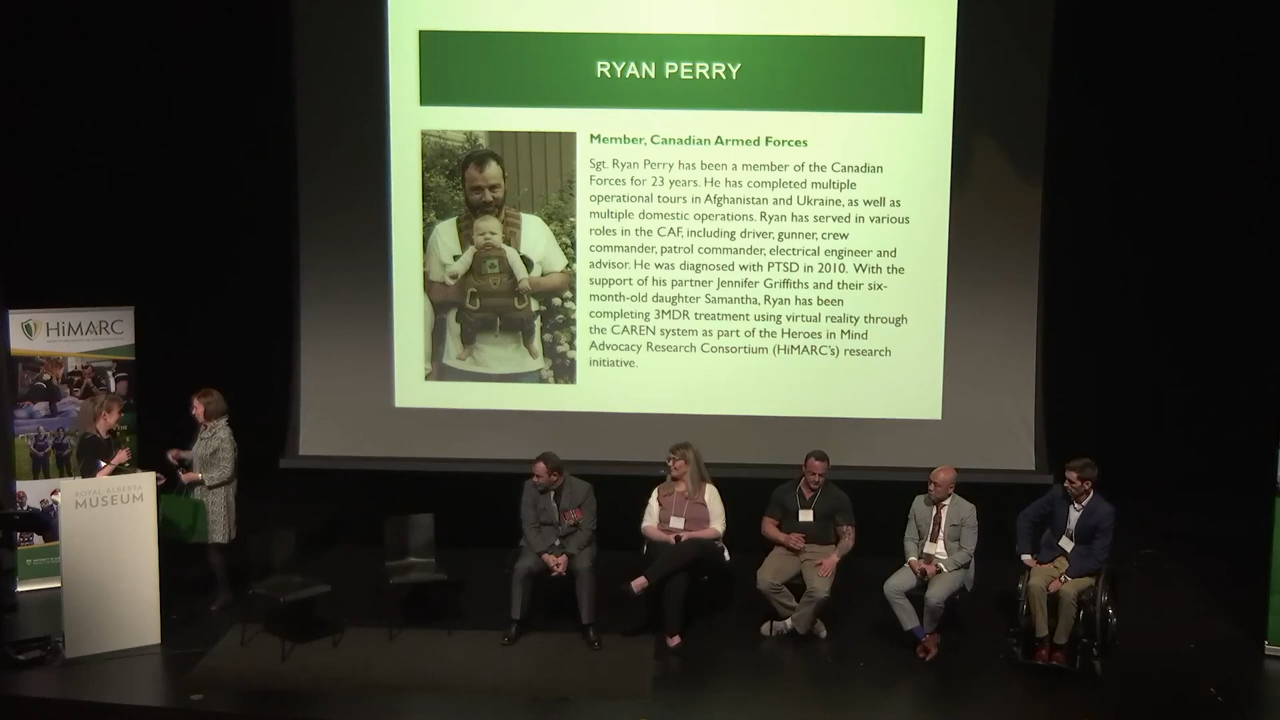 RYAN PERRY
Member, Canadian Armed Forces
Sgt. Ryan Perry has been a member of the Canadian
Forces for 23 years. He has completed multiple
operational tours in Afghanistan and Ukraine, as well as
multiple domestic operations. Ryan has served in various
roles in the CAF, including driver, gunner, crew
commander, patrol commander, electrical engineer and
advisor. He was diagnosed with PTSD in 2010. With the
support of his partner Jennifer Griffiths and their six-
month-old daughter Samantha, Ryan has been
completing 3MDR treatment using virtual reality through
the CAREN system as part of the Heroes in Mind
Advocacy Research Consortium (HiMARC's) research
initiative.
HiMARC
ROYAL ALBERTA
MUSEUM